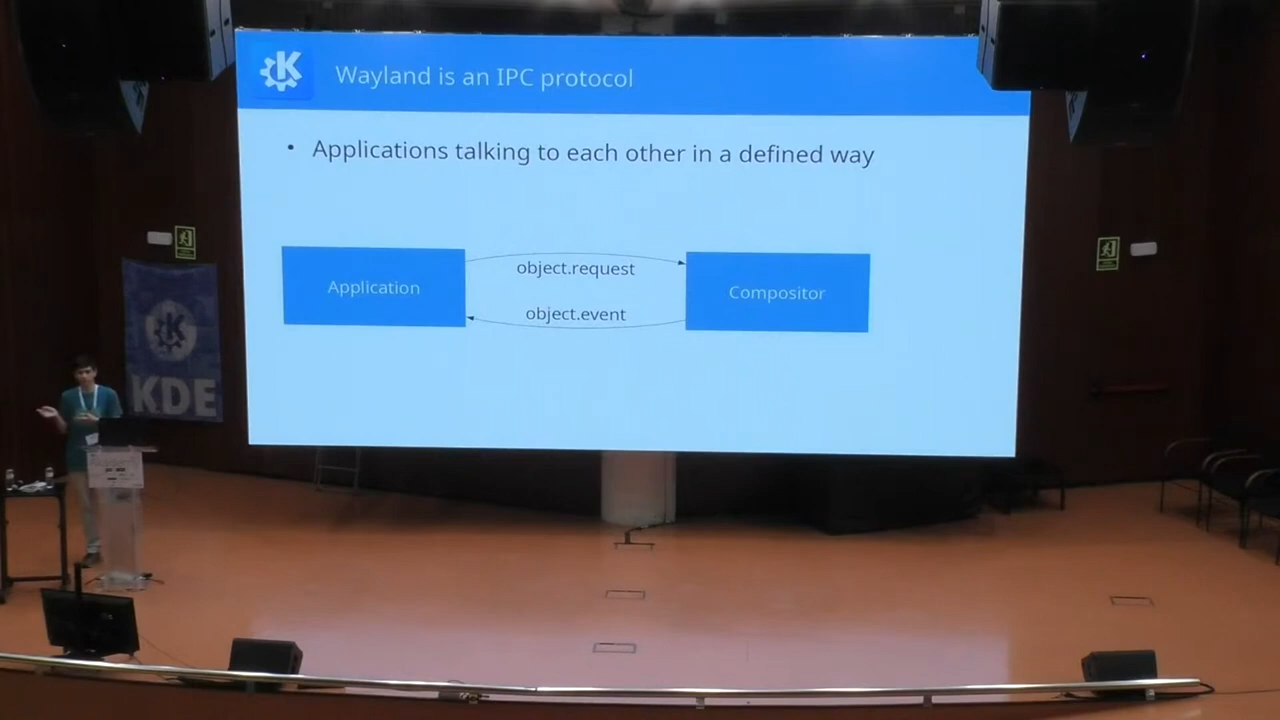 Wayland is an IPC protocol
• Applications talking to each other in a defined way
Application
object.request
object.event
Compositor
KDE